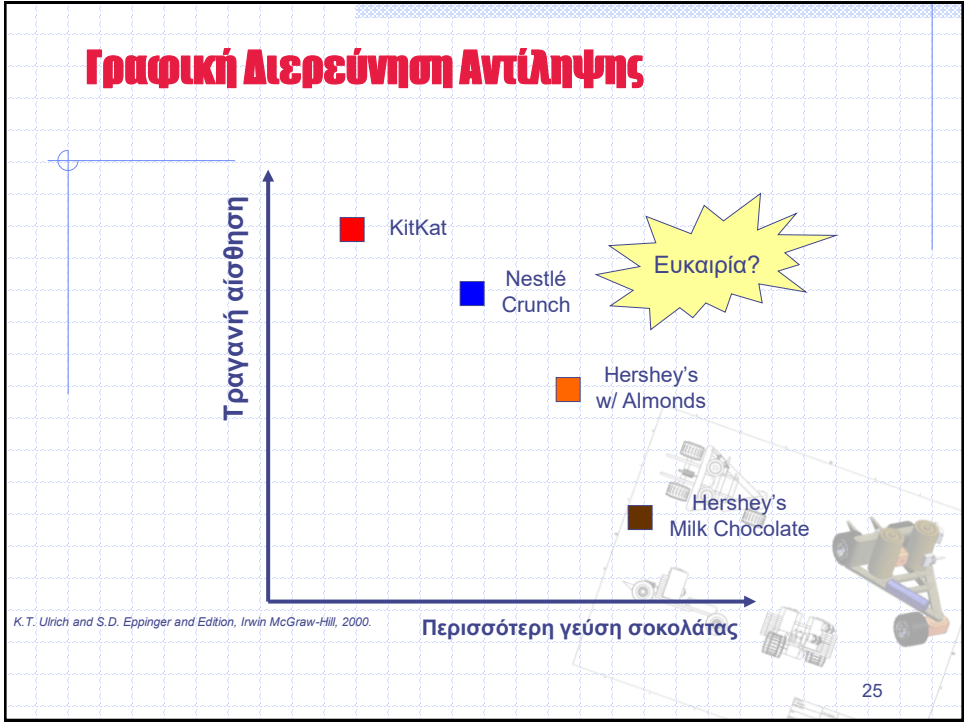 Γραφική Διερεύνηση Αντίληψης
Τραγανή αίσθηση
KitKat
Nestlé
Crunch
Ευκαιρία?
Hershey’s
w/ Almonds
Hershey’s
Milk Chocolate
K.T. Ulrich and S.D. Eppinger and Edition, Irwin McGraw-Hill, 2000.
Περισσότερη γεύση σοκολάτας
25